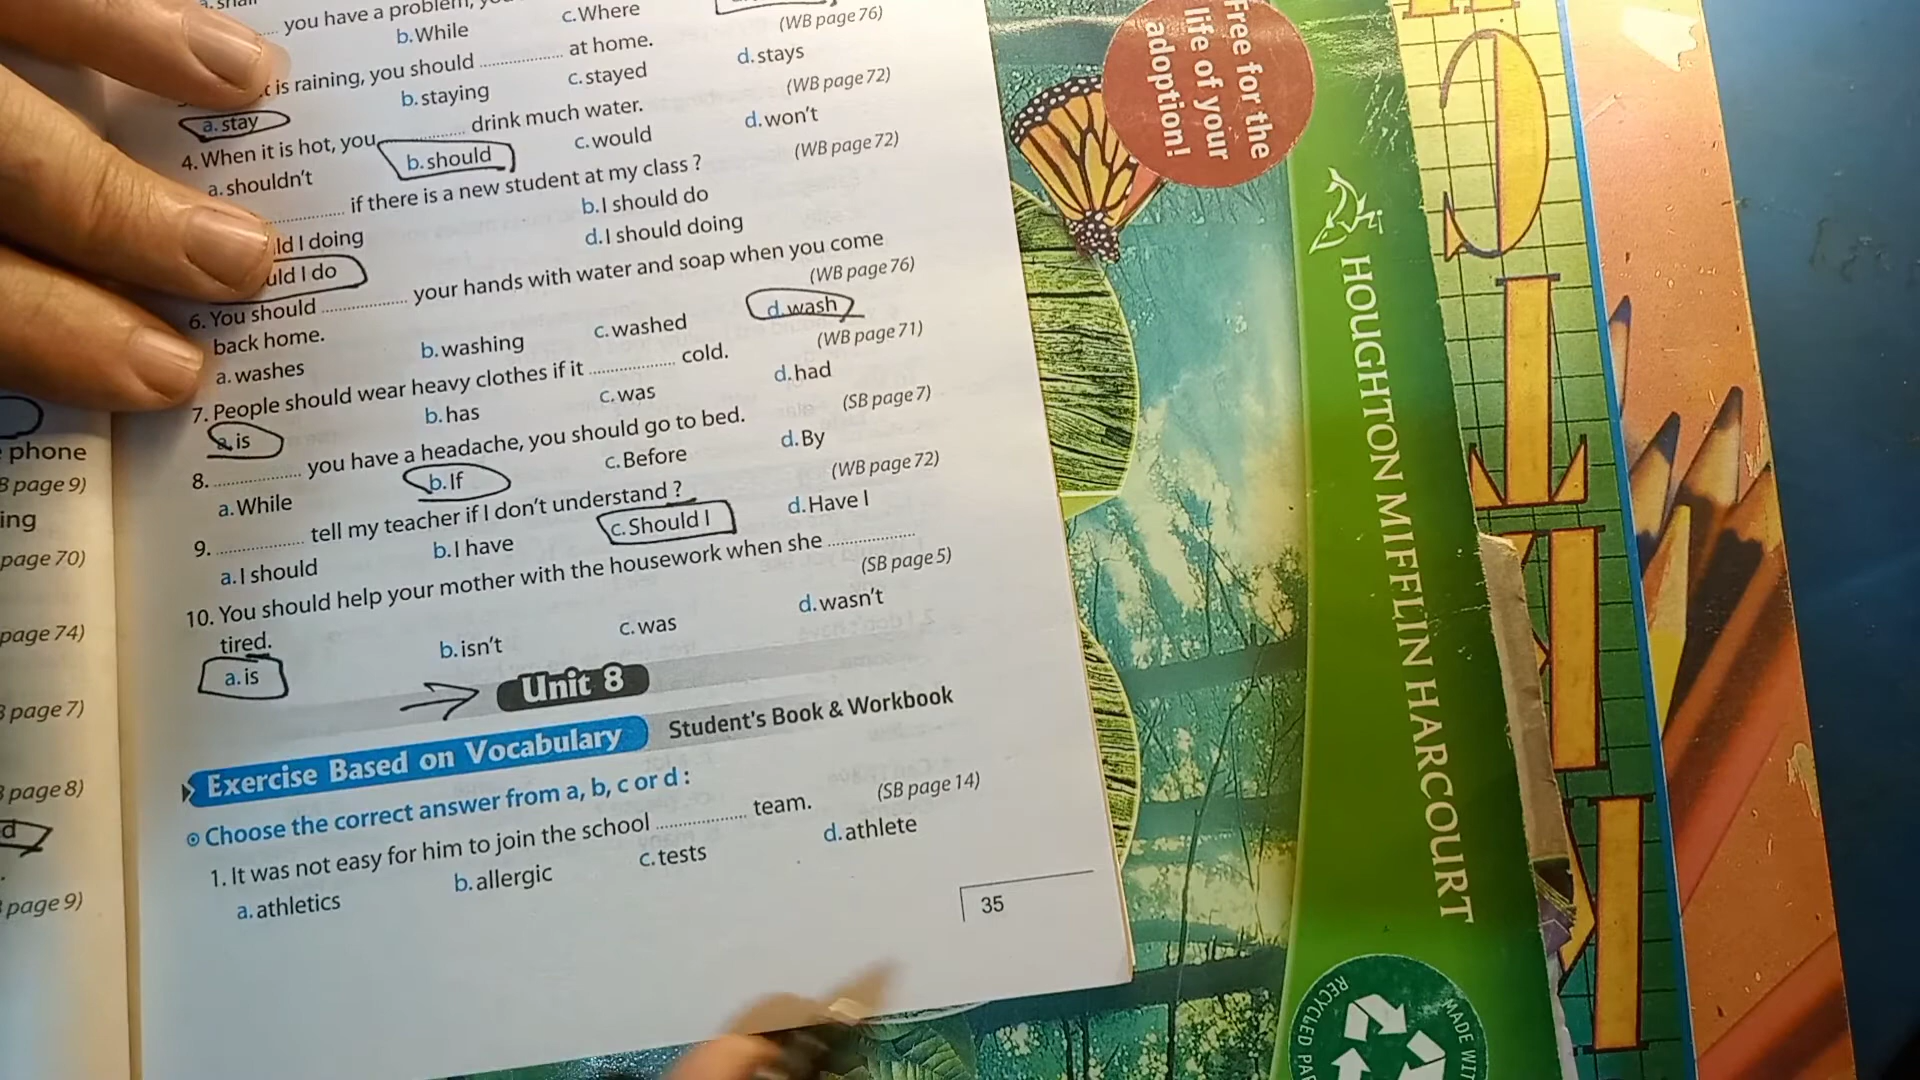 you have a problem,
b. While
c. Where
(WB page 76)
is raining, you should .......... at home.
a. stay
b. staying
c. stayed
d. stays
(WB page 72)
4. When it is hot, you .......... drink much water.
a. shouldn't
b. should
c. would
d. won't
(WB page 72)
.......... if there is a new student at my class ?
ld I doing
b. I should do
uld I do
d. I should doing
6. You should .......... your hands with water and soap when you come
back home.
(WB page 76)
a. washes
b. washing
c. washed
d. wash
(WB page 71)
7. People should wear heavy clothes if it .......... cold.
a. is
b. has
c. was
d. had
(SB page 7)
8. .......... you have a headache, you should go to bed.
a. While
b. If
c. Before
d. By
(WB page 72)
9. .......... tell my teacher if I don't understand ?
a. I should
b. I have
c. Should I
d. Have I
10. You should help your mother with the housework when she ..........
tired.
(SB page 5)
a. is
b. isn't
c. was
d. wasn't
Unit 8
Exercise Based on Vocabulary
Student's Book & Workbook
Choose the correct answer from a, b, c or d :
1. It was not easy for him to join the school .......... team.
(SB page 14)
a. athletics
b. allergic
c. tests
d. athlete
35
phone
page 9)
ing
page 70)
page 74)
page 7)
page 8)
d
page 9)
Free for the
life of your
adoption!
HOUGHTON MIFFLIN HARCOURT
RECYCLED PA
MADE WIT